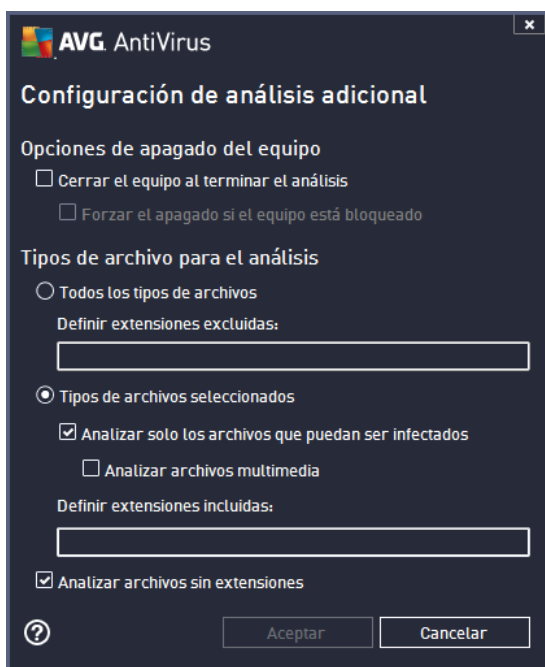 AVG. AntiVirus
Configuración de análisis adicional
Opciones de apagado del equipo
Cerrar el equipo al terminar el análisis
Forzar el apagado si el equipo está bloqueado
Tipos de archivo para el análisis
Todos los tipos de archivos
Definir extensiones excluidas:
Tipos de archivos seleccionados
Analizar solo los archivos que puedan ser infectados
Analizar archivos multimedia
Definir extensiones incluidas:
Analizar archivos sin extensiones
Aceptar
Cancelar